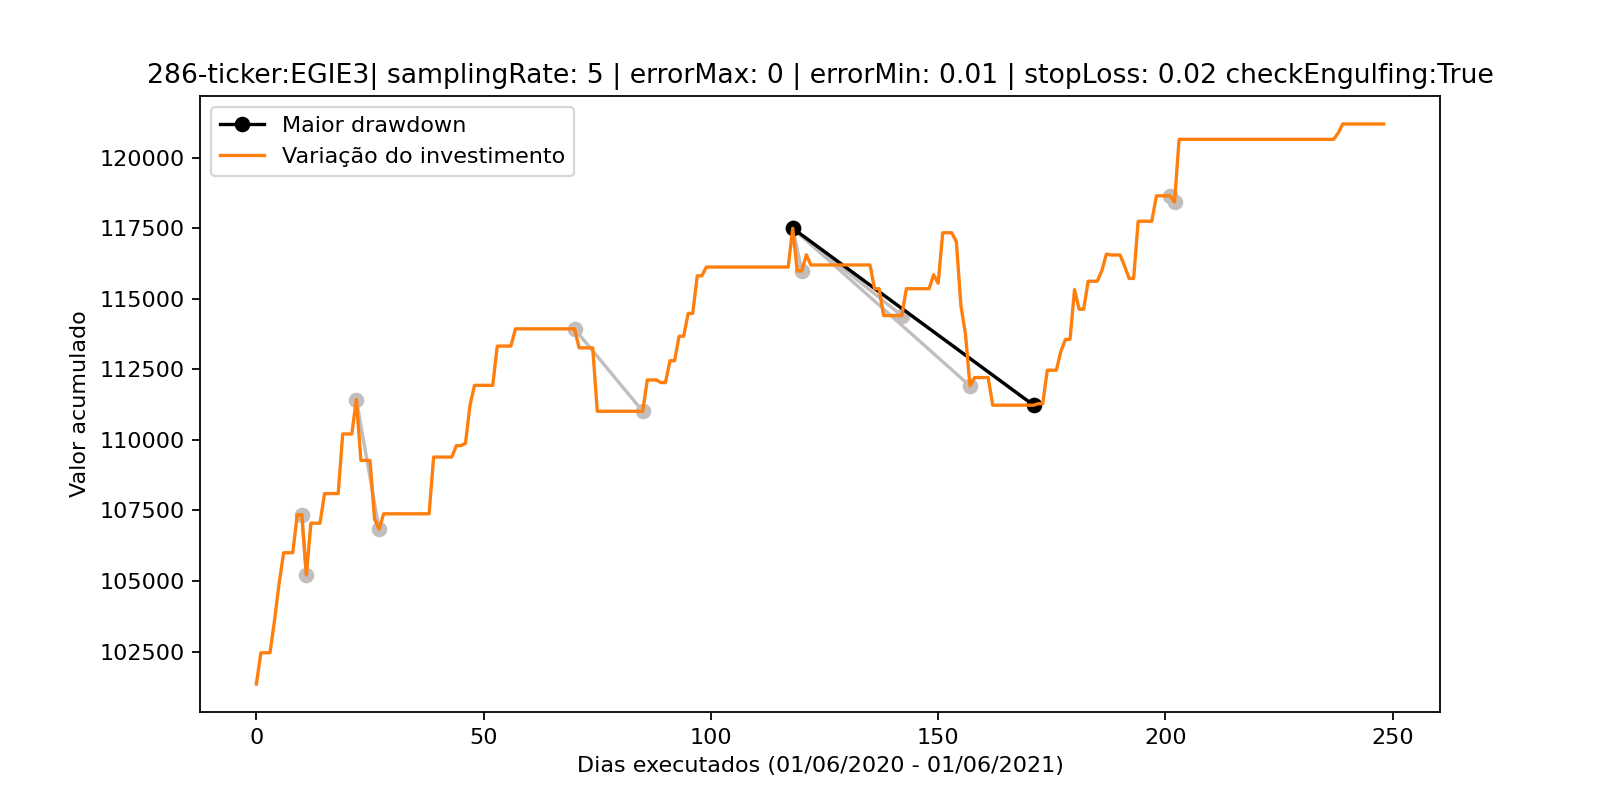 286-ticker:EGIE3| samplingRate: 5 | errorMax: 0 | errorMin: 0.01 | stopLoss: 0.02 checkEngulfing:True
Maior drawdown
Variação do investimento
Valor acumulado
120000
117500
115000
112500
110000
107500
105000
102500
0
50
100
150
200
250
Dias executados (01/06/2020 - 01/06/2021)